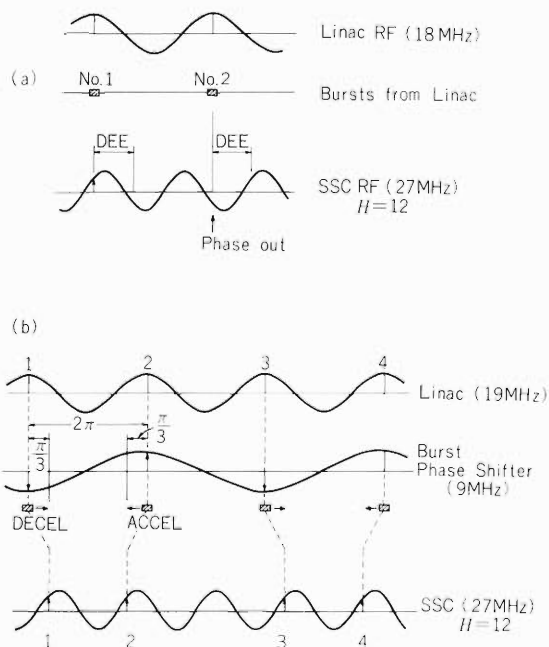 Linac RF (18 MHz)
(a)
No.1 No.2
Bursts from Linac
DEE DEE
SSC RF (27MHz)
H=12
Phase out
(b)
1 2 3 4
Linac (19MHz)
2π
π/3 π/3
Burst
Phase Shifter
(9MHz)
DECEL ACCEL
SSC (27MHz)
H=12
1 2 3 4